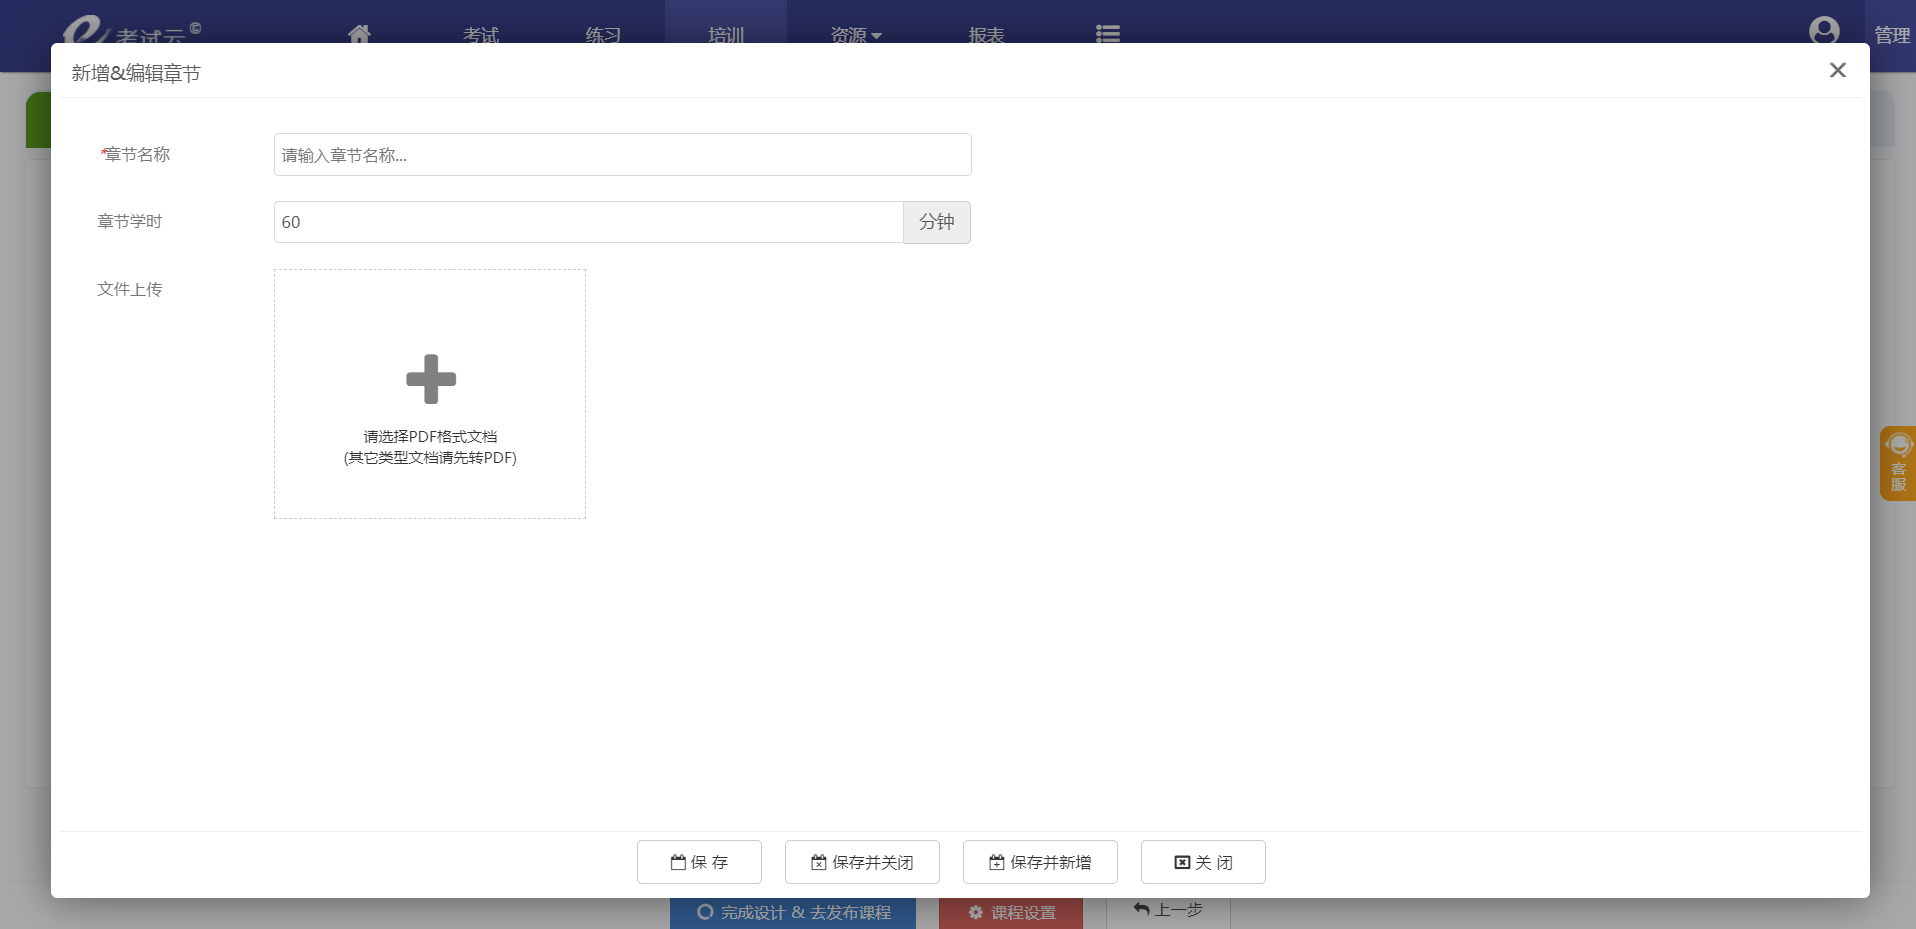 考试云©
考试
练习
培训
资源
报表
管理
新增&编辑章节
*章节名称
请输入章节名称...
章节学时
60
分钟
文件上传
请选择PDF格式文档
(其它类型文档请先转PDF)
客服
保 存
保存并关闭
保存并新增
关 闭
完成设计 & 去发布课程
课程设置
上一步